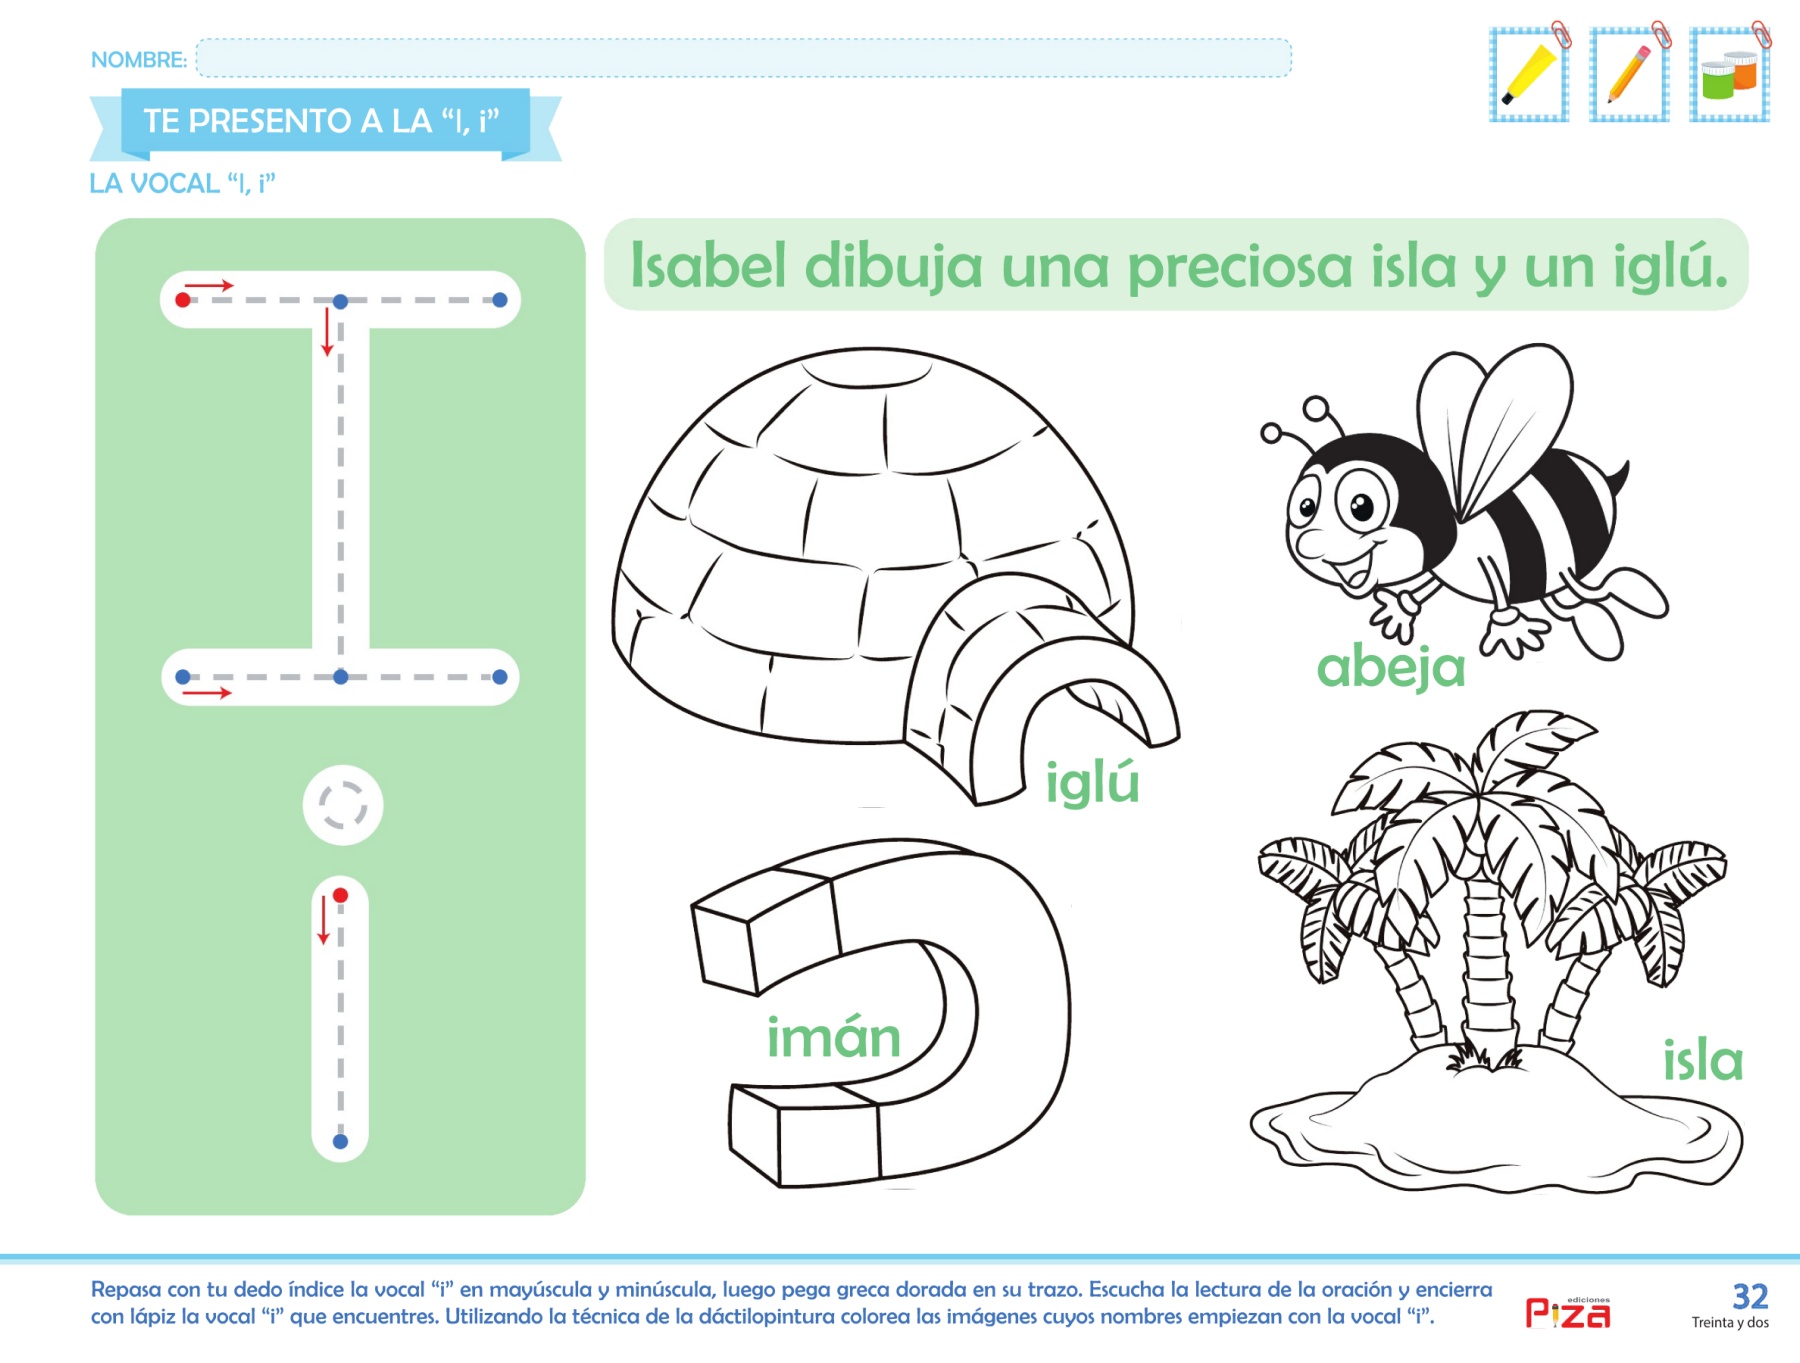 NOMBRE:
TE PRESENTO A LA “I, i”
LA VOCAL “I, i”
Isabel dibuja una preciosa isla y un iglú.
abeja
iglú
imán
isla
Repasa con tu dedo índice la vocal “i” en mayúscula y minúscula, luego pega greca dorada en su trazo. Escucha la lectura de la oración y encierra
con lápiz la vocal “i” que encuentres. Utilizando la técnica de la dáctilopintura colorea las imágenes cuyos nombres empiezan con la vocal “i”.
ediciones
Piza
32
Treinta y dos